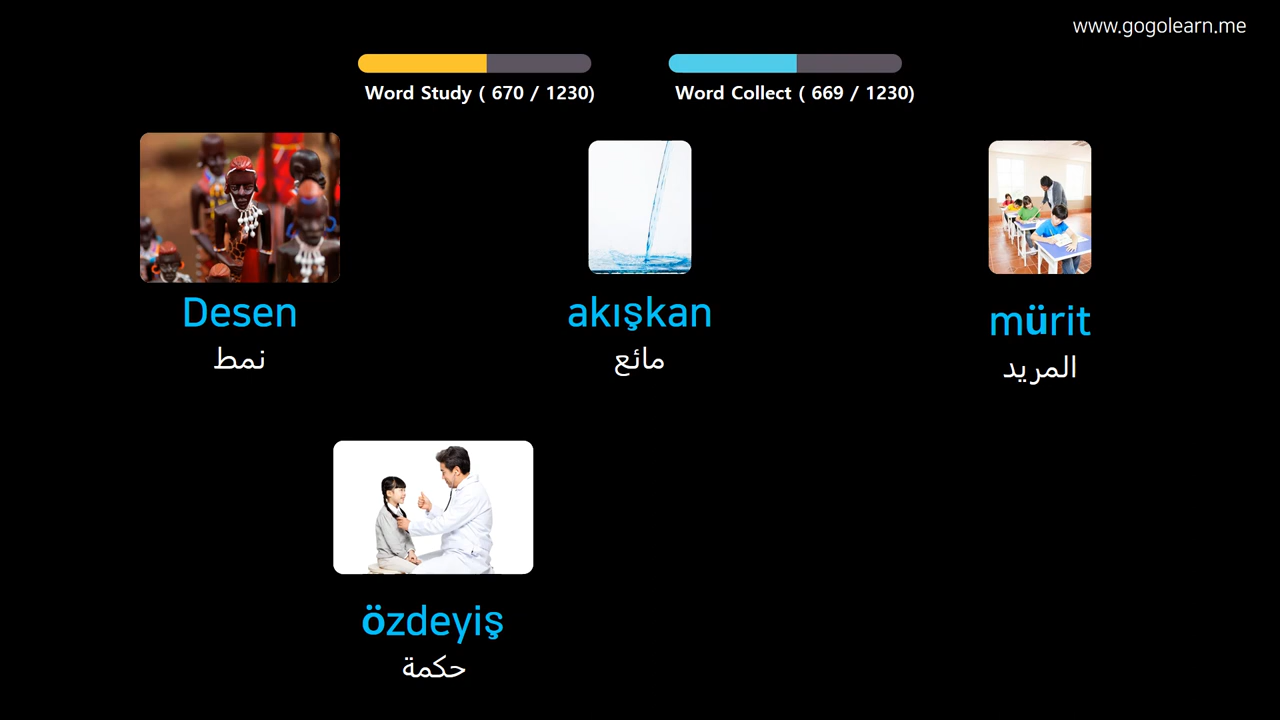 www.gogolearn.me
Word Study ( 670 / 1230)
Word Collect ( 669 / 1230)
Desen
نمط
akışkan
مائع
mürit
المريد
özdeyiş
حكمة